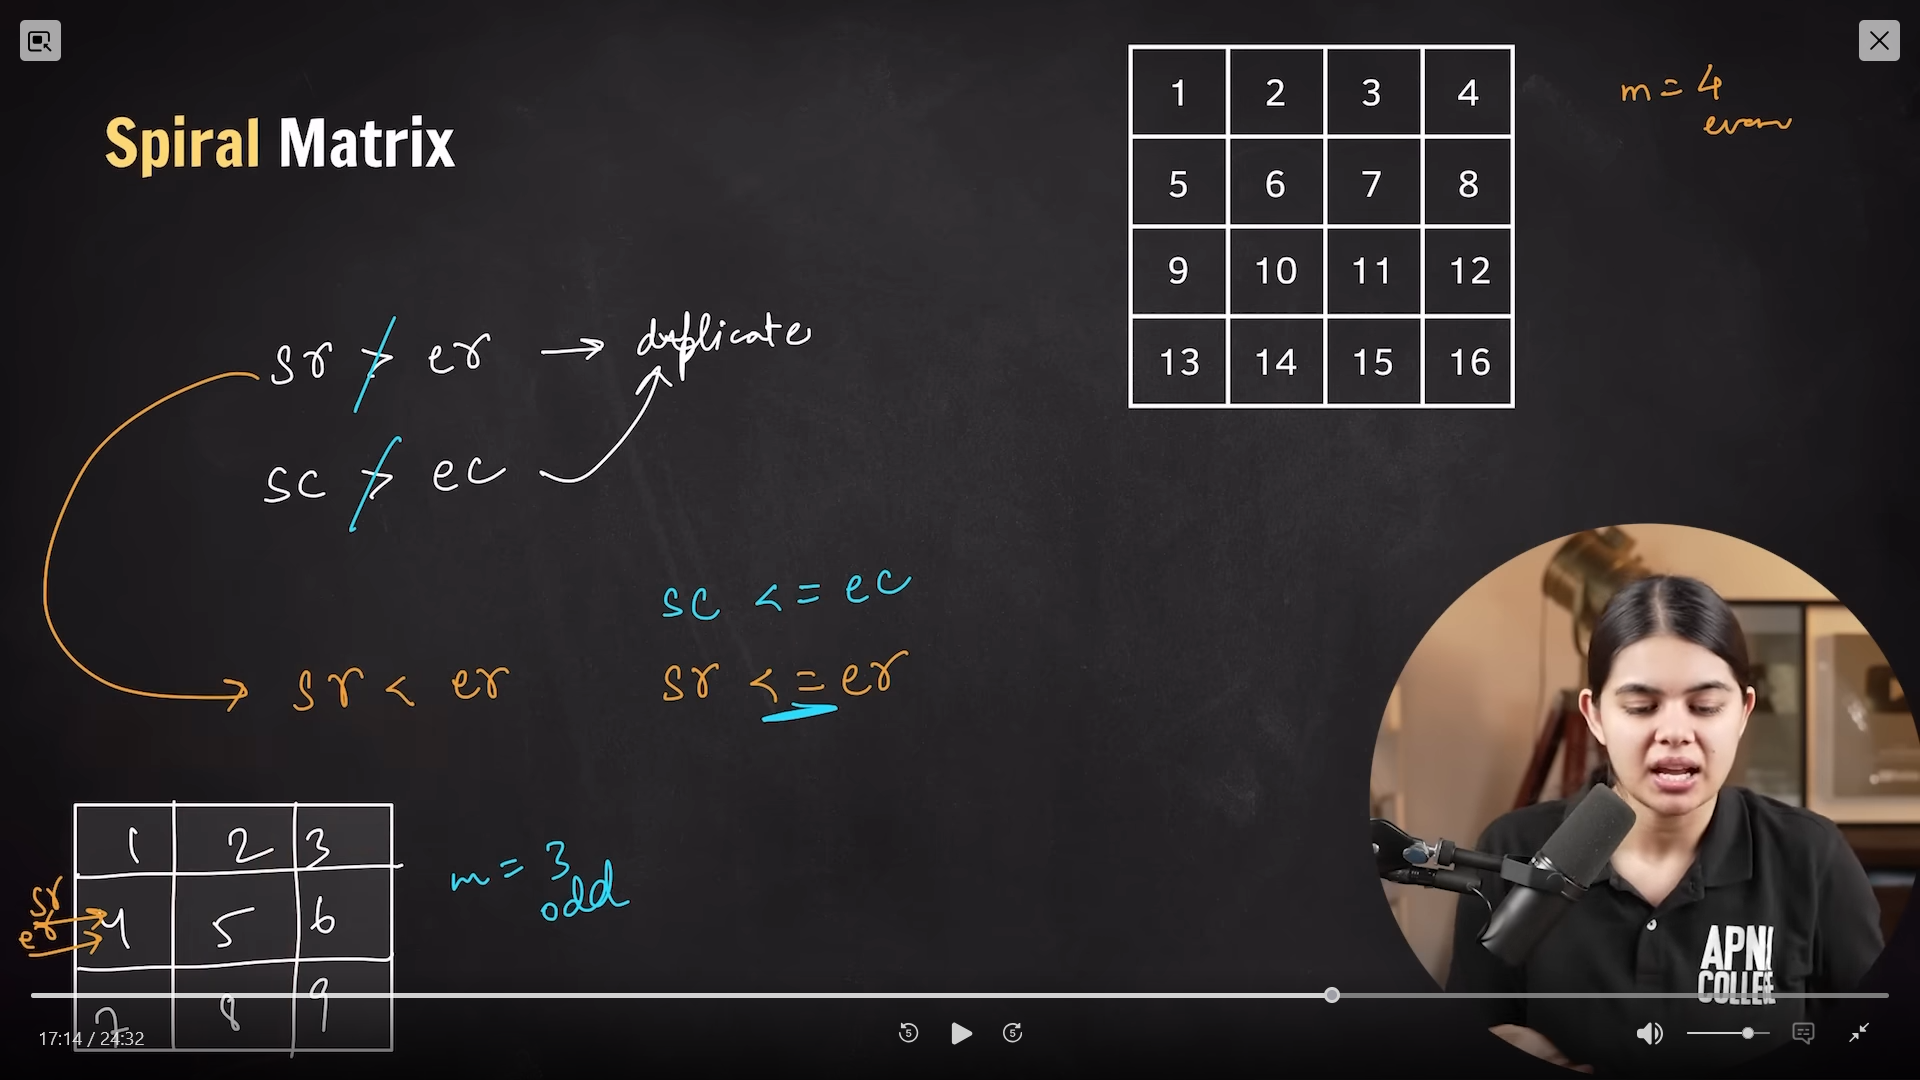 Spiral Matrix
1 2 3 4
5 6 7 8
9 10 11 12
13 14 15 16
m = 4
even
sr > er → duplicate
sc > ec
sc <= ec
sr < er
sr <= er
1 2 3
4 5 6
7 8 9
sr
er
m = 3
odd
APNI
COLLEGE
17:14 / 24:32
5
5